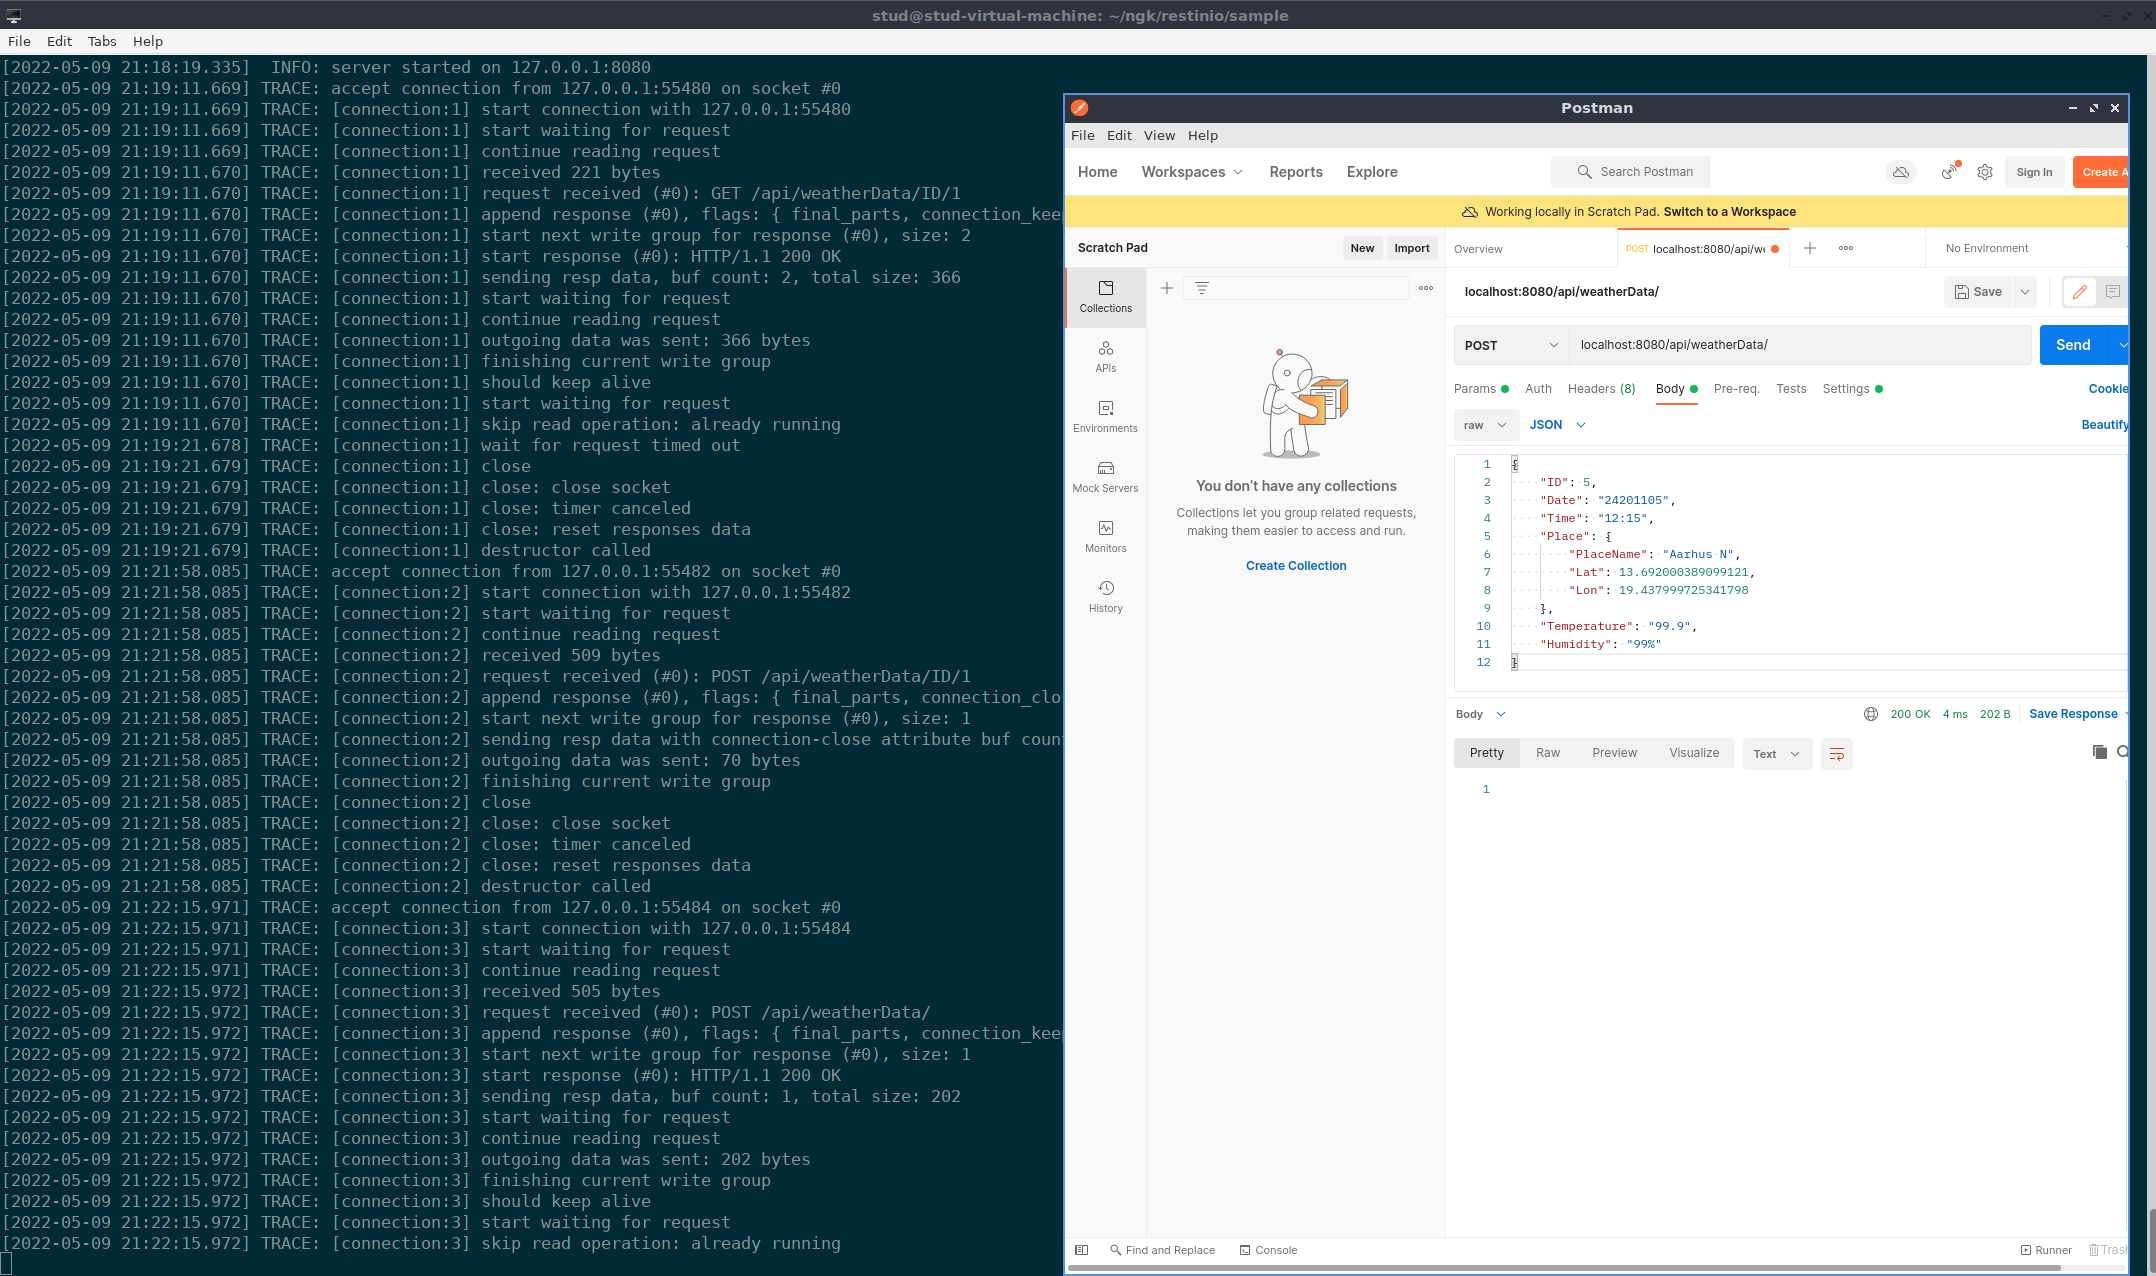 stud@stud-virtual-machine: ~/ngk/restinio/sample
File Edit Tabs Help
[2022-05-09 21:18:19.335]  INFO: server started on 127.0.0.1:8080
[2022-05-09 21:19:11.669] TRACE: accept connection from 127.0.0.1:55480 on socket #0
[2022-05-09 21:19:11.669] TRACE: [connection:1] start connection with 127.0.0.1:55480
[2022-05-09 21:19:11.669] TRACE: [connection:1] start waiting for request
[2022-05-09 21:19:11.669] TRACE: [connection:1] continue reading request
[2022-05-09 21:19:11.670] TRACE: [connection:1] received 221 bytes
[2022-05-09 21:19:11.670] TRACE: [connection:1] request received (#0): GET /api/weatherData/ID/1
[2022-05-09 21:19:11.670] TRACE: [connection:1] append response (#0), flags: { final_parts, connection_kee
[2022-05-09 21:19:11.670] TRACE: [connection:1] start next write group for response (#0), size: 2
[2022-05-09 21:19:11.670] TRACE: [connection:1] start response (#0): HTTP/1.1 200 OK
[2022-05-09 21:19:11.670] TRACE: [connection:1] sending resp data, buf count: 2, total size: 366
[2022-05-09 21:19:11.670] TRACE: [connection:1] start waiting for request
[2022-05-09 21:19:11.670] TRACE: [connection:1] continue reading request
[2022-05-09 21:19:11.670] TRACE: [connection:1] outgoing data was sent: 366 bytes
[2022-05-09 21:19:11.670] TRACE: [connection:1] finishing current write group
[2022-05-09 21:19:11.670] TRACE: [connection:1] should keep alive
[2022-05-09 21:19:11.670] TRACE: [connection:1] start waiting for request
[2022-05-09 21:19:11.670] TRACE: [connection:1] skip read operation: already running
[2022-05-09 21:19:21.678] TRACE: [connection:1] wait for request timed out
[2022-05-09 21:19:21.679] TRACE: [connection:1] close
[2022-05-09 21:19:21.679] TRACE: [connection:1] close: close socket
[2022-05-09 21:19:21.679] TRACE: [connection:1] close: timer canceled
[2022-05-09 21:19:21.679] TRACE: [connection:1] close: reset responses data
[2022-05-09 21:19:21.679] TRACE: [connection:1] destructor called
[2022-05-09 21:21:58.085] TRACE: accept connection from 127.0.0.1:55482 on socket #0
[2022-05-09 21:21:58.085] TRACE: [connection:2] start connection with 127.0.0.1:55482
[2022-05-09 21:21:58.085] TRACE: [connection:2] start waiting for request
[2022-05-09 21:21:58.085] TRACE: [connection:2] continue reading request
[2022-05-09 21:21:58.085] TRACE: [connection:2] received 509 bytes
[2022-05-09 21:21:58.085] TRACE: [connection:2] request received (#0): POST /api/weatherData/ID/1
[2022-05-09 21:21:58.085] TRACE: [connection:2] append response (#0), flags: { final_parts, connection_clo
[2022-05-09 21:21:58.085] TRACE: [connection:2] start next write group for response (#0), size: 1
[2022-05-09 21:21:58.085] TRACE: [connection:2] sending resp data with connection-close attribute buf coun
[2022-05-09 21:21:58.085] TRACE: [connection:2] outgoing data was sent: 70 bytes
[2022-05-09 21:21:58.085] TRACE: [connection:2] finishing current write group
[2022-05-09 21:21:58.085] TRACE: [connection:2] close
[2022-05-09 21:21:58.085] TRACE: [connection:2] close: close socket
[2022-05-09 21:21:58.085] TRACE: [connection:2] close: timer canceled
[2022-05-09 21:21:58.085] TRACE: [connection:2] close: reset responses data
[2022-05-09 21:21:58.085] TRACE: [connection:2] destructor called
[2022-05-09 21:22:15.971] TRACE: accept connection from 127.0.0.1:55484 on socket #0
[2022-05-09 21:22:15.971] TRACE: [connection:3] start connection with 127.0.0.1:55484
[2022-05-09 21:22:15.971] TRACE: [connection:3] start waiting for request
[2022-05-09 21:22:15.971] TRACE: [connection:3] continue reading request
[2022-05-09 21:22:15.972] TRACE: [connection:3] received 505 bytes
[2022-05-09 21:22:15.972] TRACE: [connection:3] request received (#0): POST /api/weatherData/
[2022-05-09 21:22:15.972] TRACE: [connection:3] append response (#0), flags: { final_parts, connection_kee
[2022-05-09 21:22:15.972] TRACE: [connection:3] start next write group for response (#0), size: 1
[2022-05-09 21:22:15.972] TRACE: [connection:3] start response (#0): HTTP/1.1 200 OK
[2022-05-09 21:22:15.972] TRACE: [connection:3] sending resp data, buf count: 1, total size: 202
[2022-05-09 21:22:15.972] TRACE: [connection:3] start waiting for request
[2022-05-09 21:22:15.972] TRACE: [connection:3] continue reading request
[2022-05-09 21:22:15.972] TRACE: [connection:3] outgoing data was sent: 202 bytes
[2022-05-09 21:22:15.972] TRACE: [connection:3] finishing current write group
[2022-05-09 21:22:15.972] TRACE: [connection:3] should keep alive
[2022-05-09 21:22:15.972] TRACE: [connection:3] start waiting for request
[2022-05-09 21:22:15.972] TRACE: [connection:3] skip read operation: already running
Postman
File Edit View Help
Home Workspaces Reports Explore Search Postman Sign In Create A
Working locally in Scratch Pad. Switch to a Workspace
Scratch Pad New Import
Collections
APIs
Environments
Mock Servers
Monitors
History
You don't have any collections
Collections let you group related requests,
making them easier to access and run.
Create Collection
Overview POST localhost:8080/api/we No Environment
localhost:8080/api/weatherData/ Save
POST localhost:8080/api/weatherData/ Send
Params Auth Headers (8) Body Pre-req. Tests Settings Cookie
raw JSON Beautify
1 {
2 "ID": 5,
3 "Date": "24201105",
4 "Time": "12:15",
5 "Place": {
6 "PlaceName": "Aarhus N",
7 "Lat": 13.692000389099121,
8 "Lon": 19.437999725341798
9 },
10 "Temperature": "99.9",
11 "Humidity": "99%"
12 }
Body 200 OK 4 ms 202 B Save Response
Pretty Raw Preview Visualize Text
1
Find and Replace Console Runner Trash